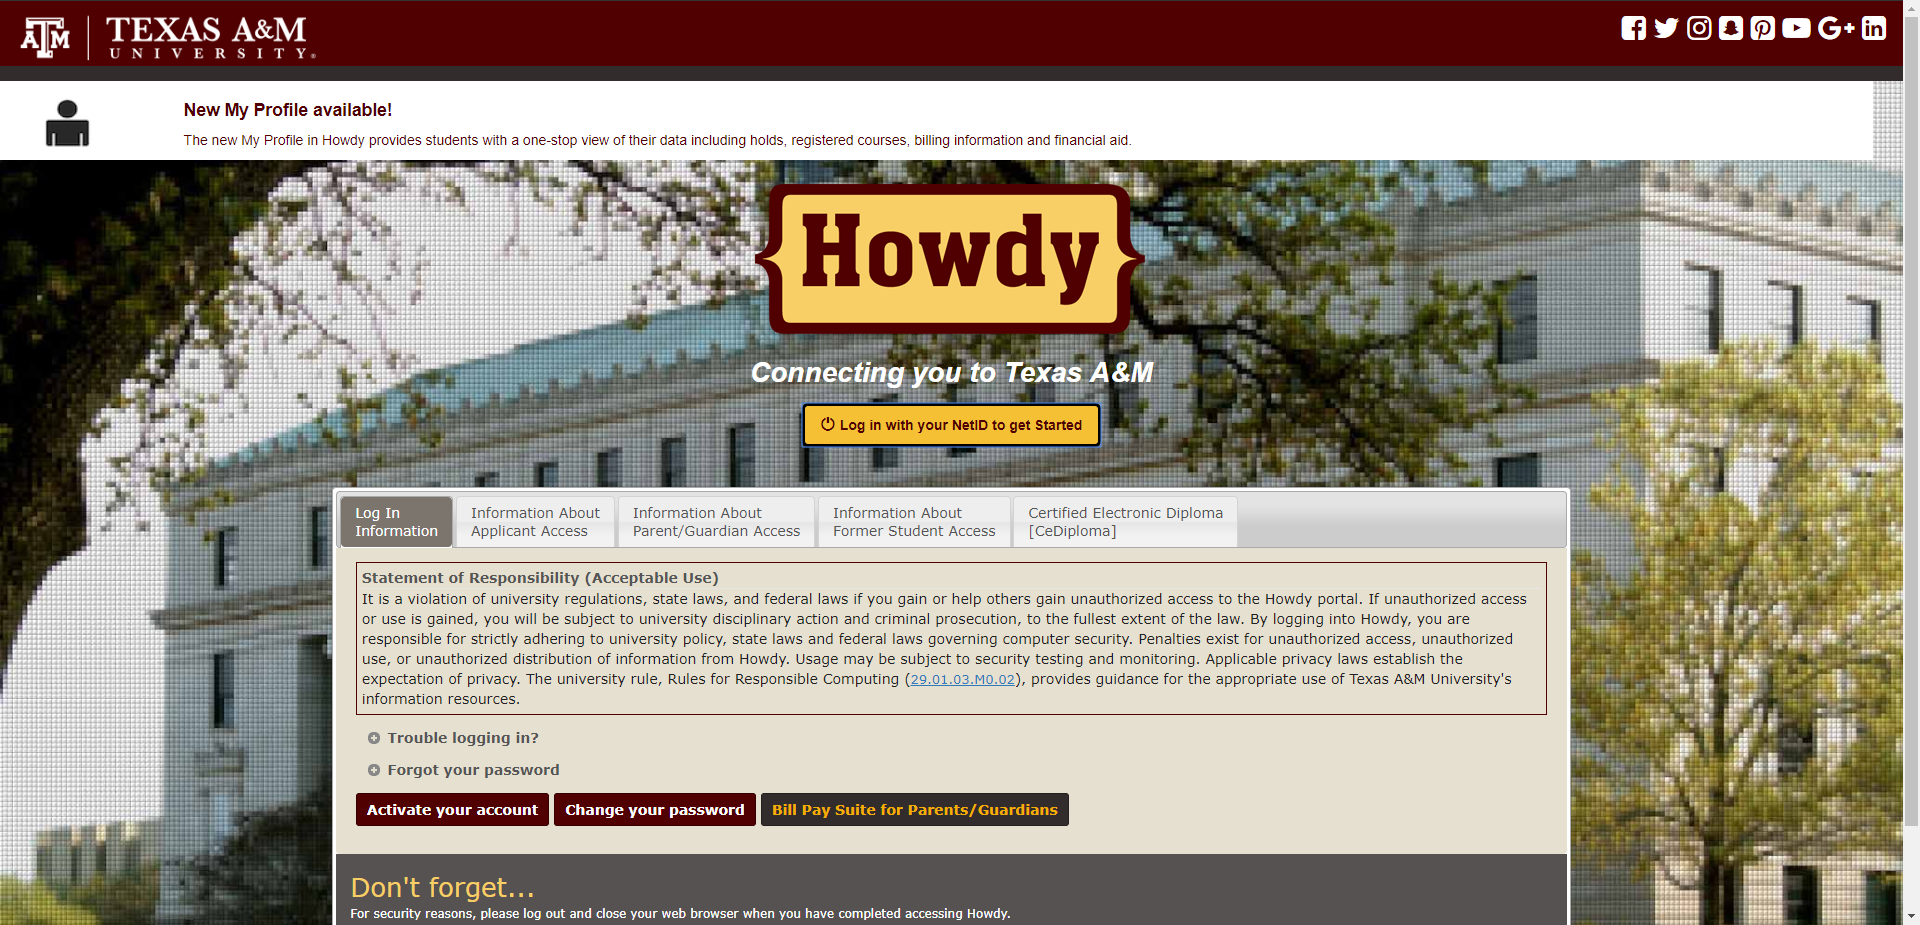 TEXAS A&M
UNIVERSITY®
New My Profile available!
The new My Profile in Howdy provides students with a one-stop view of their data including holds, registered courses, billing information and financial aid.
Howdy
Connecting you to Texas A&M
Log in with your NetID to get Started
Log In
Information
Information About
Applicant Access
Information About
Parent/Guardian Access
Information About
Former Student Access
Certified Electronic Diploma
[CeDiploma]
Statement of Responsibility (Acceptable Use)
It is a violation of university regulations, state laws, and federal laws if you gain or help others gain unauthorized access to the Howdy portal. If unauthorized access
or use is gained, you will be subject to university disciplinary action and criminal prosecution, to the fullest extent of the law. By logging into Howdy, you are
responsible for strictly adhering to university policy, state laws and federal laws governing computer security. Penalties exist for unauthorized access, unauthorized
use, or unauthorized distribution of information from Howdy. Usage may be subject to security testing and monitoring. Applicable privacy laws establish the
expectation of privacy. The university rule, Rules for Responsible Computing (29.01.03.M0.02), provides guidance for the appropriate use of Texas A&M University's
information resources.
Trouble logging in?
Forgot your password
Activate your account
Change your password
Bill Pay Suite for Parents/Guardians
Don't forget...
For security reasons, please log out and close your web browser when you have completed accessing Howdy.